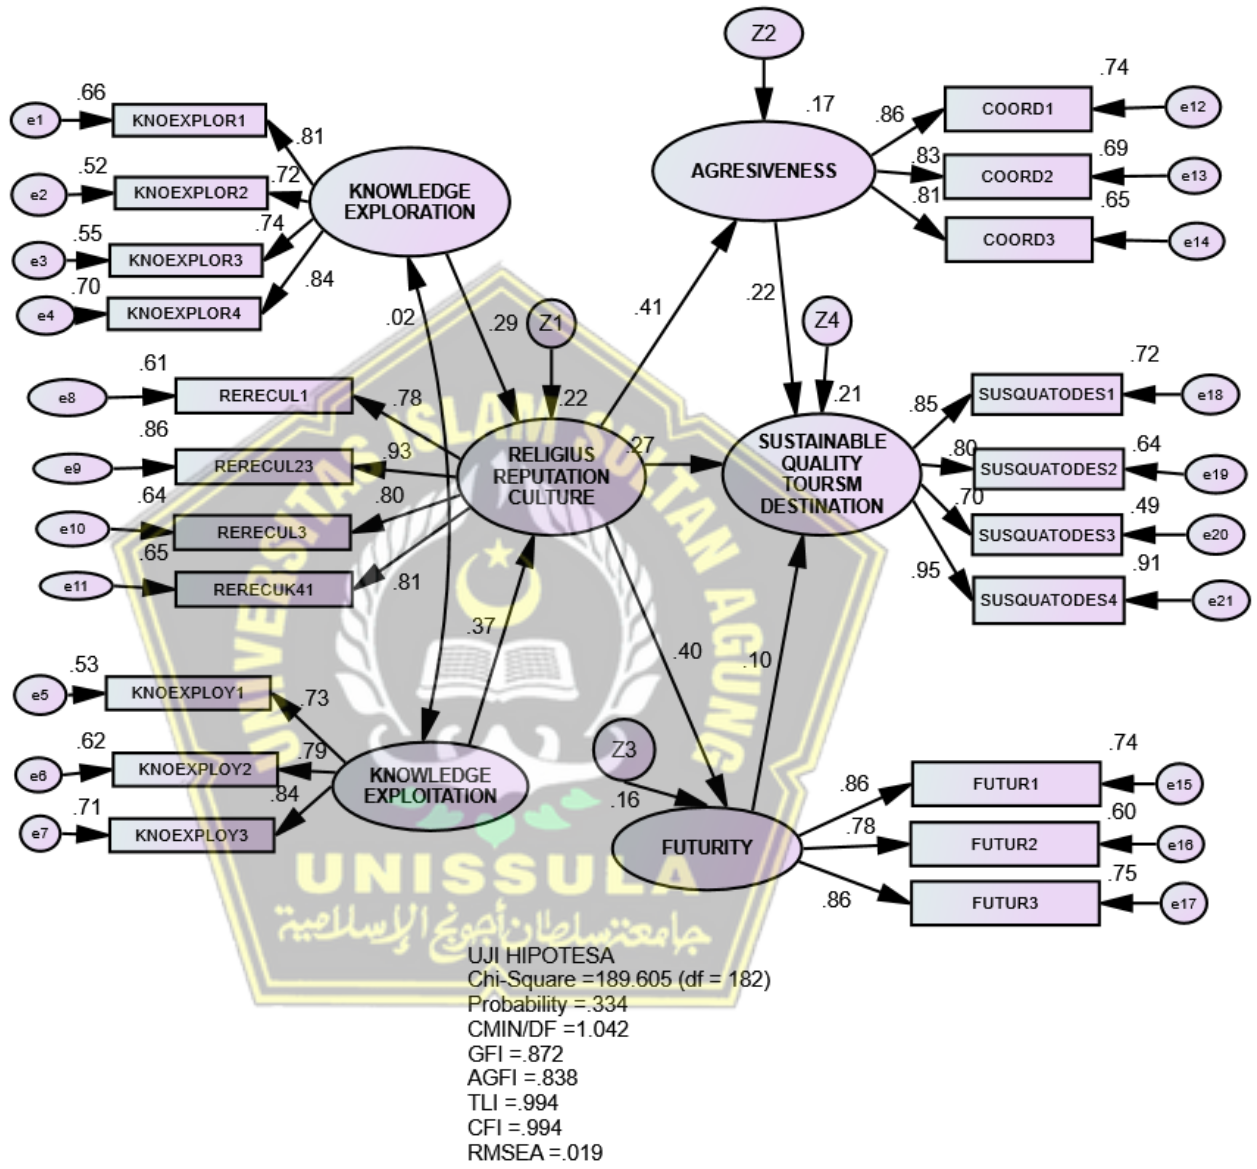 Z2
.17
.86
COORD1
.74
e12
.83
COORD2
.69
e13
.81
COORD3
.65
e14
AGRESIVENESS
.66
e1
KNOEXPLOR1
.81
.52
e2
KNOEXPLOR2
.72
.55
e3
KNOEXPLOR3
.74
.70
e4
KNOEXPLOR4
.84
KNOWLEDGE
EXPLORATION
.02
.29
Z1
.22
.41
.22
Z4
.21
.61
e8
RERECUL1
.78
.86
e9
RERECUL23
.93
.64
e10
RERECUL3
.80
.65
e11
RERECUK41
.81
RELIGIUS
REPUTATION
CULTURE
.27
SUSTAINABLE
QUALITY
TOURSM
DESTINATION
.85
SUSQUATODES1
.72
e18
.80
SUSQUATODES2
.64
e19
.70
SUSQUATODES3
.49
e20
.95
SUSQUATODES4
.91
e21
.37
.40
.10
.53
e5
KNOEXPLOY1
.73
.62
e6
KNOEXPLOY2
.79
.71
e7
KNOEXPLOY3
.84
KNOWLEDGE
EXPLOITATION
Z3
.16
FUTURITY
.86
FUTUR1
.74
e15
.78
FUTUR2
.60
e16
.86
FUTUR3
.75
e17
UNIVERSITAS ISLAM SULTAN AGUNG
UNISSULA
جامعتنسلطان أجونج الإسلامية
UJI HIPOTESA
Chi-Square =189.605 (df = 182)
Probability =.334
CMIN/DF =1.042
GFI =.872
AGFI =.838
TLI =.994
CFI =.994
RMSEA =.019